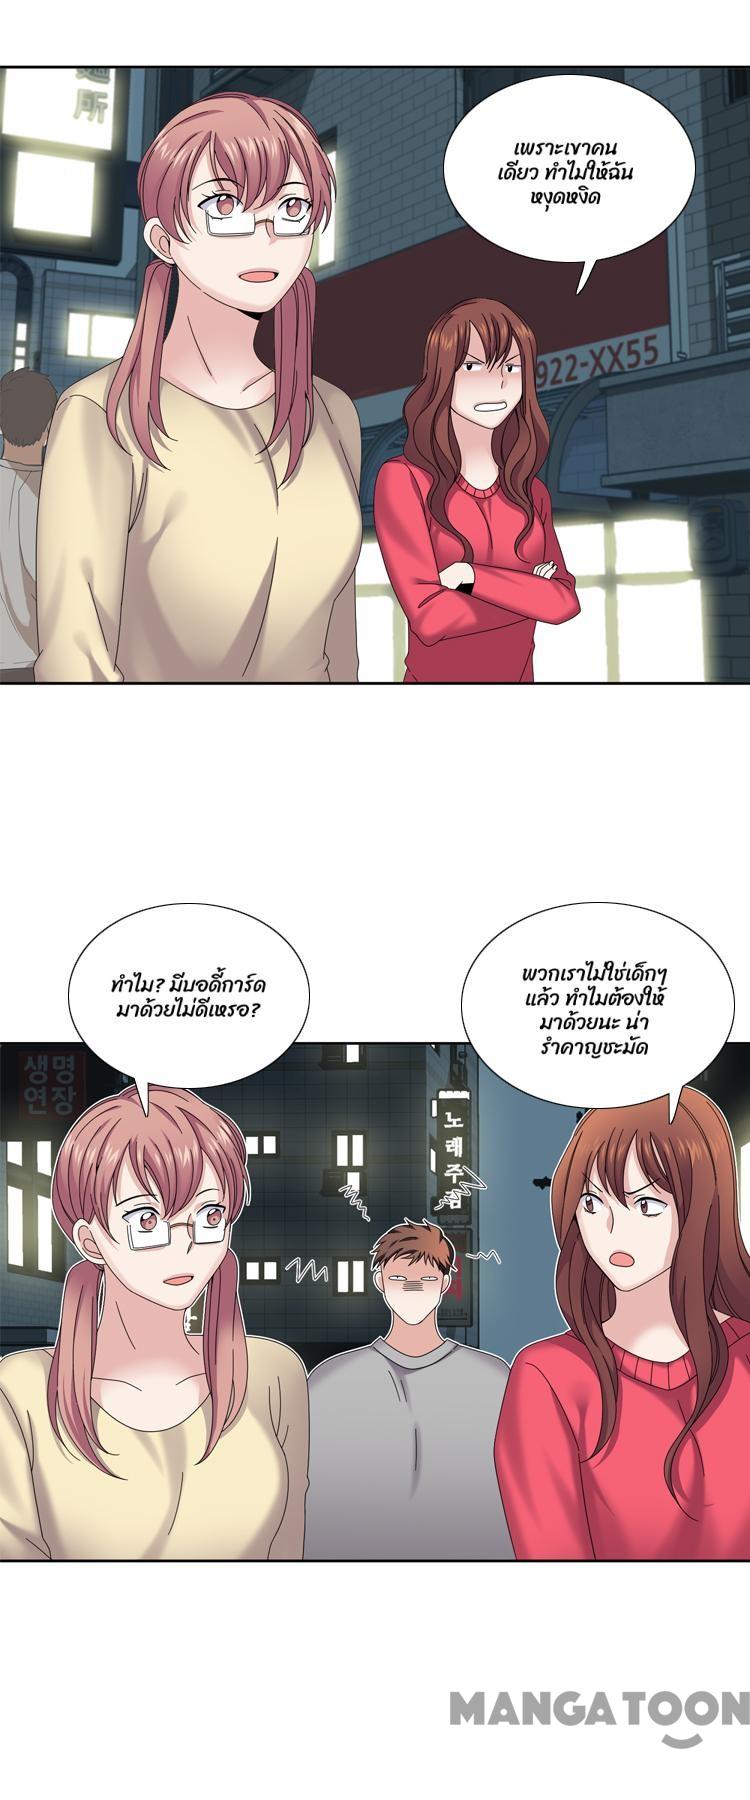 所
เพราะเขาคน
เดียว ทำไมให้ฉัน
หงุดหงิด
922-XX55
ทำไม? มีบอดี้การ์ด
มาด้วยไม่ดีเหรอ?
พวกเราไม่ใช่เด็กๆ
แล้ว ทำไมต้องให้
มาด้วยนะ น่า
รำคาญชะมัด
生明
연장
노래주점
MANGATOON